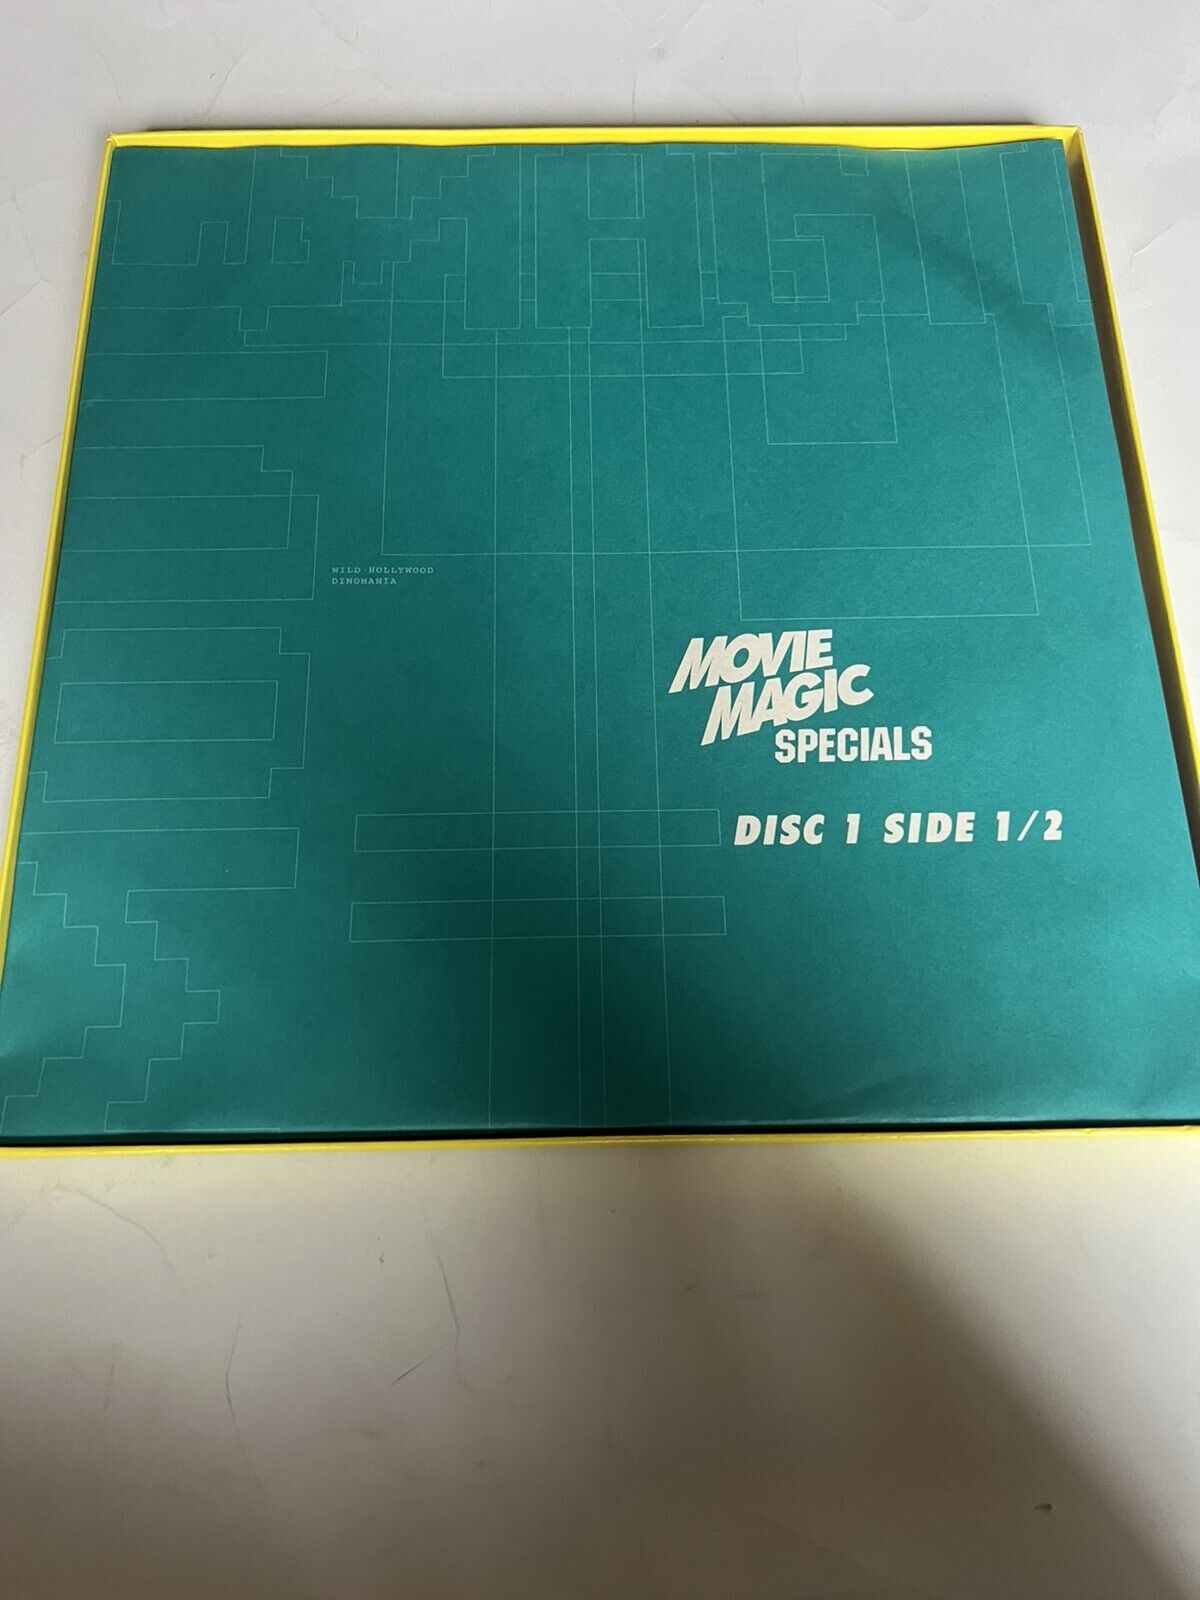 WILD HOLLYWOOD
DINOMANIA
MOVIE
MAGIC
SPECIALS
DISC 1 SIDE 1/2